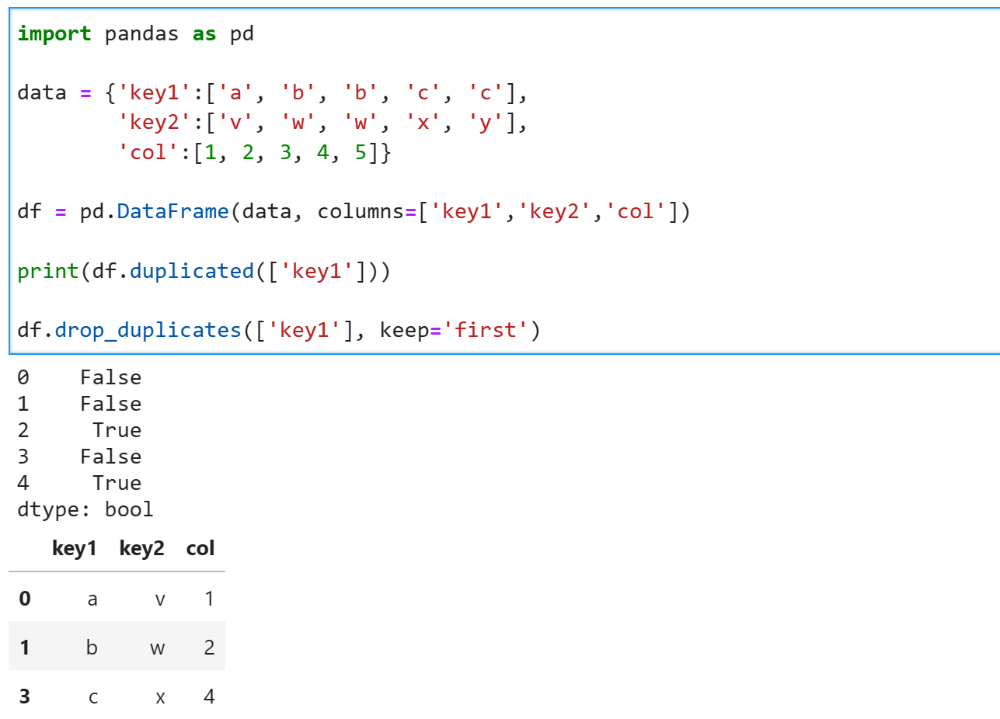 import pandas as pd
data = {'key1':['a', 'b', 'b', 'c', 'c'],
'key2':['v', 'w', 'w', 'x', 'y'],
'col':[1, 2, 3, 4, 5]}
df = pd.DataFrame(data, columns=['key1','key2','col'])
print(df.duplicated(['key1']))
df.drop_duplicates(['key1'], keep='first')
0 False
1 False
2 True
3 False
4 True
dtype: bool
key1 key2 col
0 a v 1
1 b w 2
3 c x 4